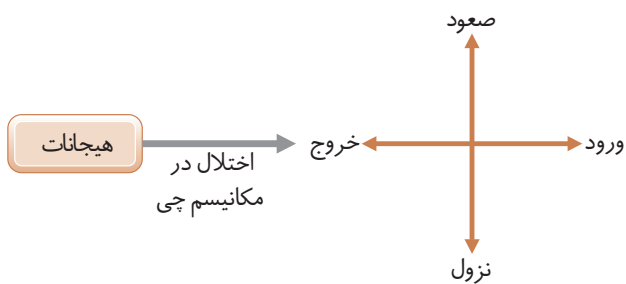 صعود
ورود
خروج
هیجانات
اختلال در
مکانیسم چی
نزول